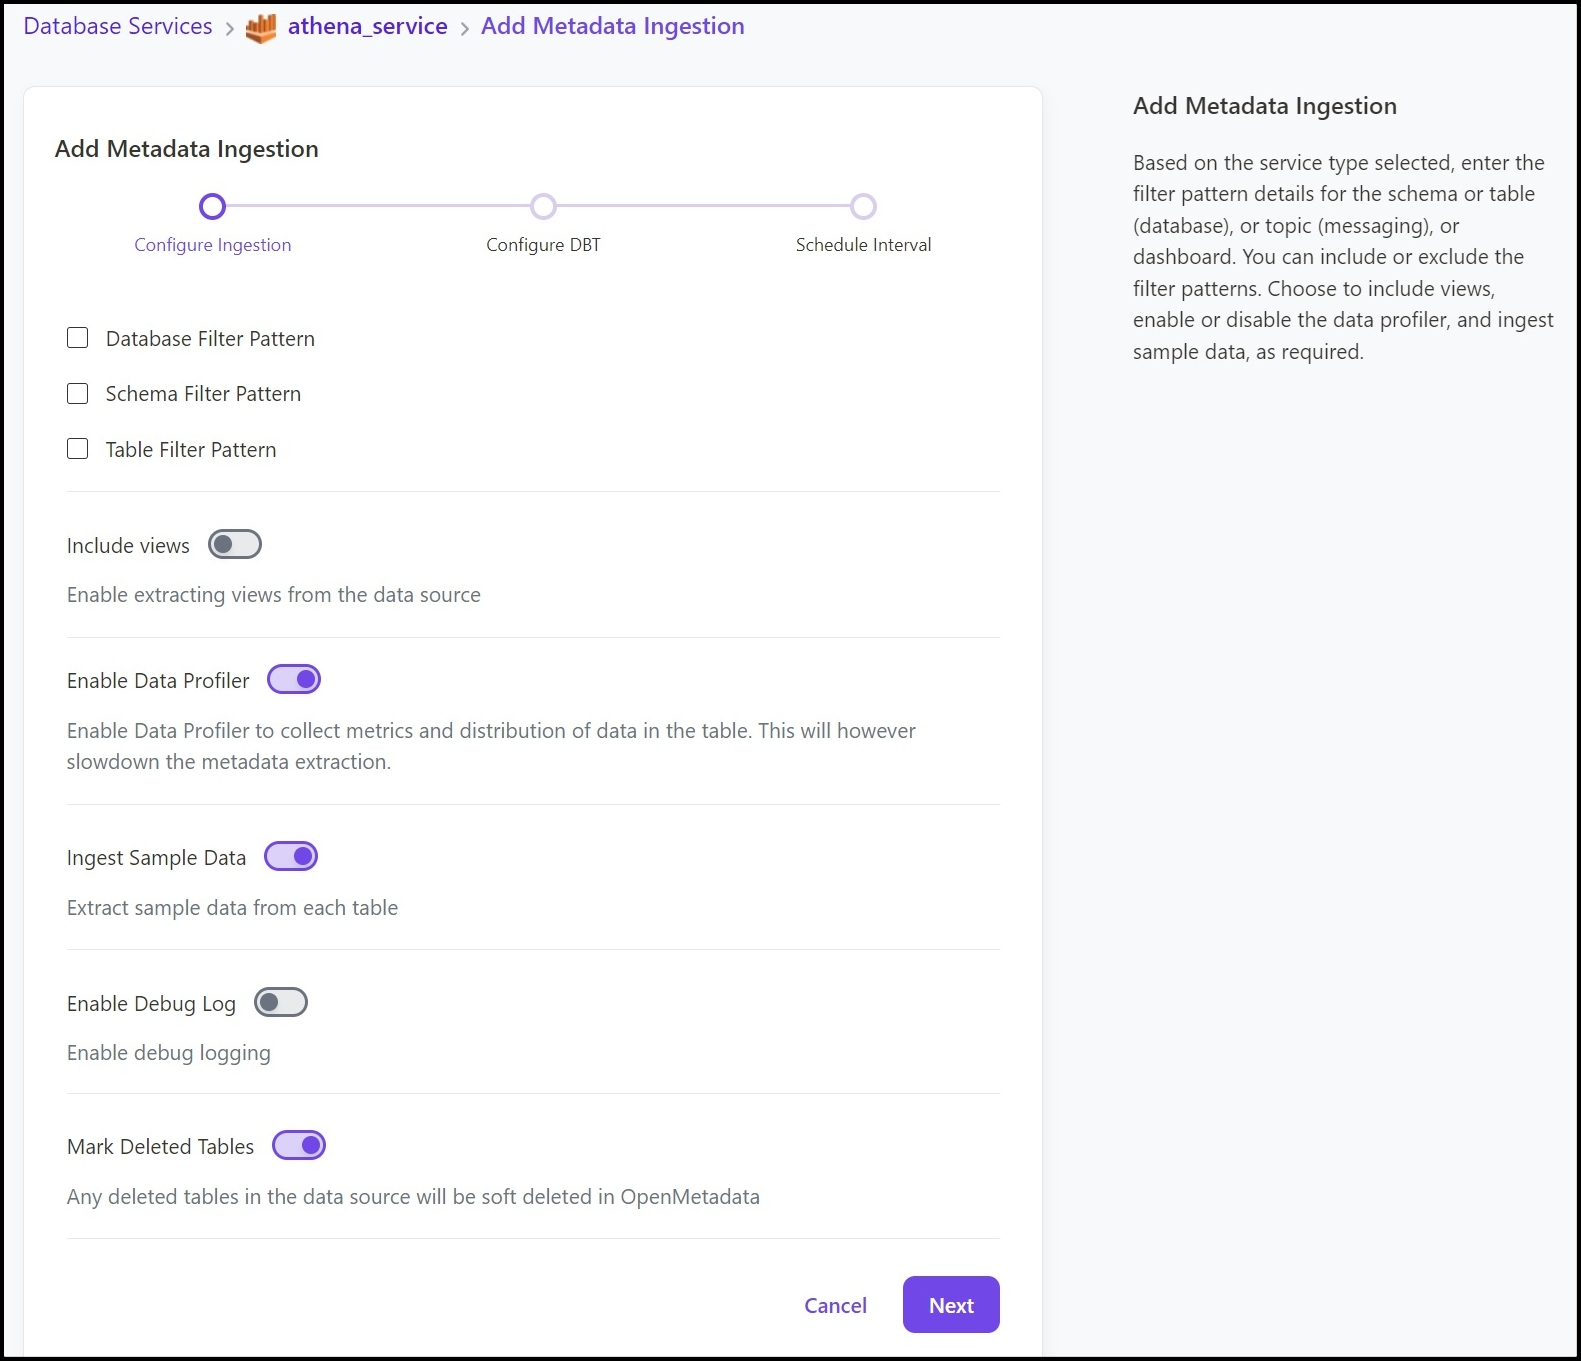 Database Services > athena_service > Add Metadata Ingestion
Add Metadata Ingestion
Configure Ingestion
Configure DBT
Schedule Interval
Database Filter Pattern
Schema Filter Pattern
Table Filter Pattern
Include views
Enable extracting views from the data source
Enable Data Profiler
Enable Data Profiler to collect metrics and distribution of data in the table. This will however
slowdown the metadata extraction.
Ingest Sample Data
Extract sample data from each table
Enable Debug Log
Enable debug logging
Mark Deleted Tables
Any deleted tables in the data source will be soft deleted in OpenMetadata
Cancel
Next
Add Metadata Ingestion
Based on the service type selected, enter the
filter pattern details for the schema or table
(database), or topic (messaging), or
dashboard. You can include or exclude the
filter patterns. Choose to include views,
enable or disable the data profiler, and ingest
sample data, as required.